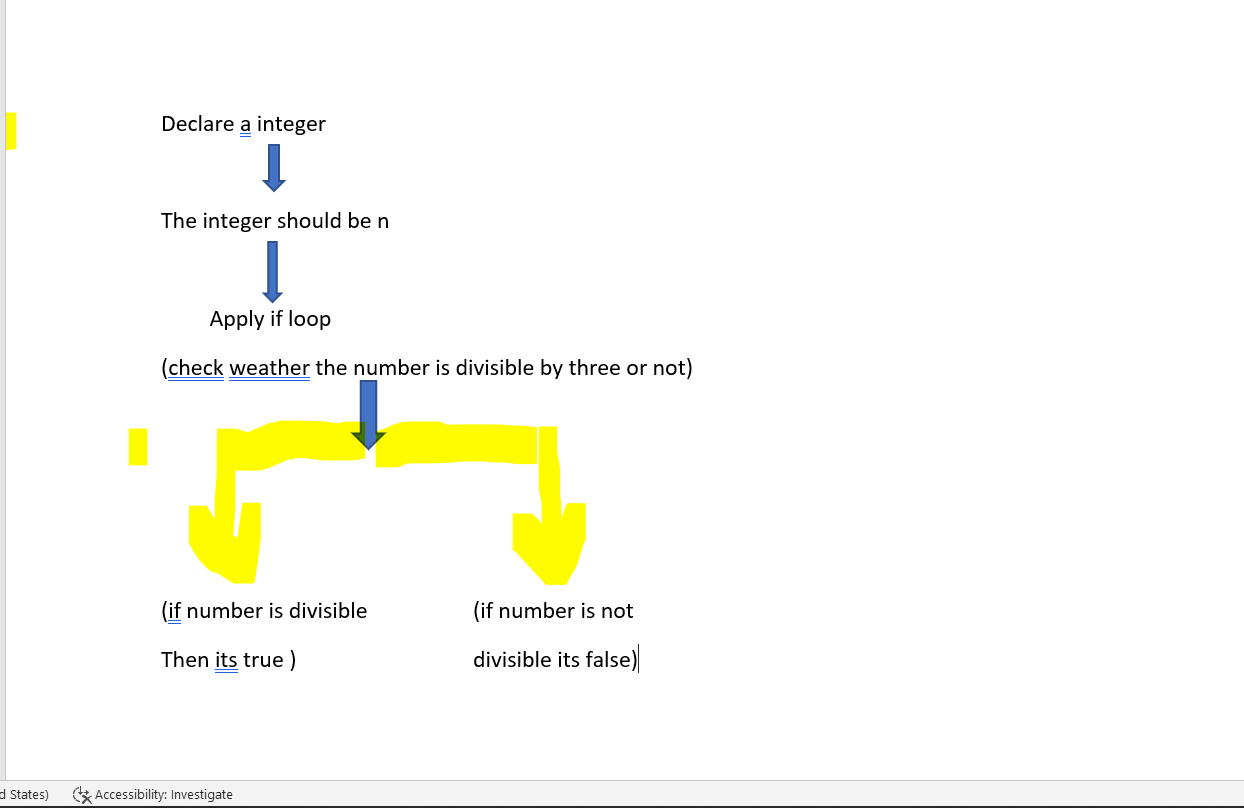 Declare a integer
The integer should be n
Apply if loop
(check weather the number is divisible by three or not)
(if number is divisible
Then its true )
(if number is not
divisible its false)
d States)
Accessibility: Investigate